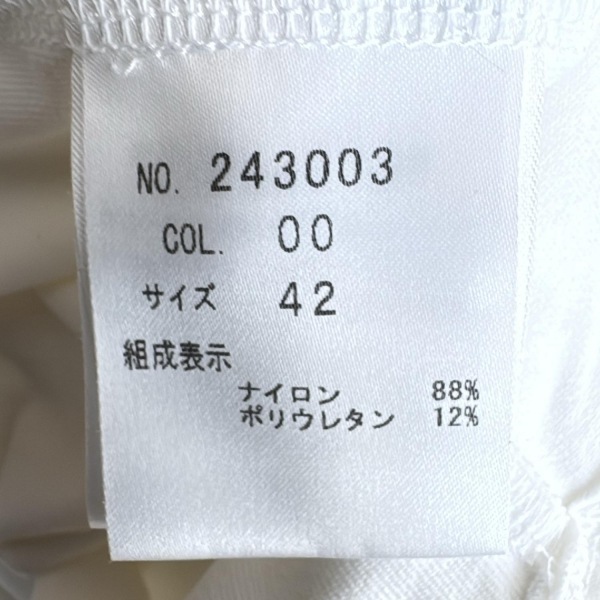 NO. 243003
COL. 00
サイズ 42
組成表示
ナイロン 88%
ポリウレタン 12%